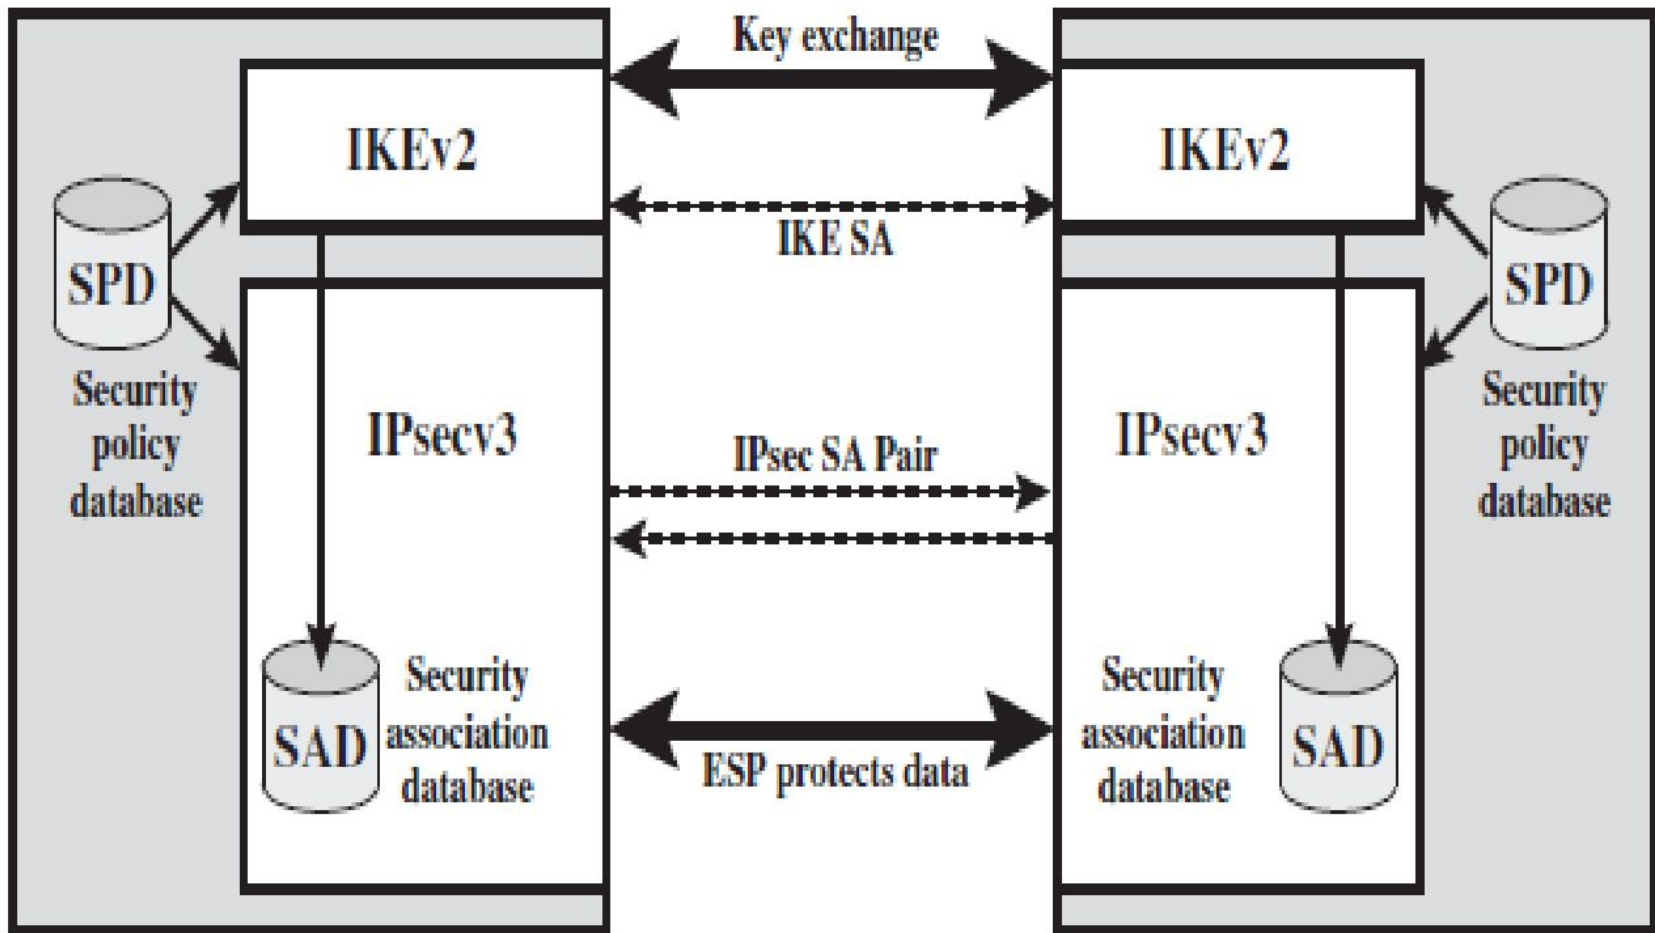 Key exchange
IKEv2
IKEv2
IKE SA
SPD
SPD
Security
policy
database
Security
policy
database
IPsecv3
IPsecv3
IPsec SA Pair
SAD
Security
association
database
ESP protects data
Security
association
database
SAD